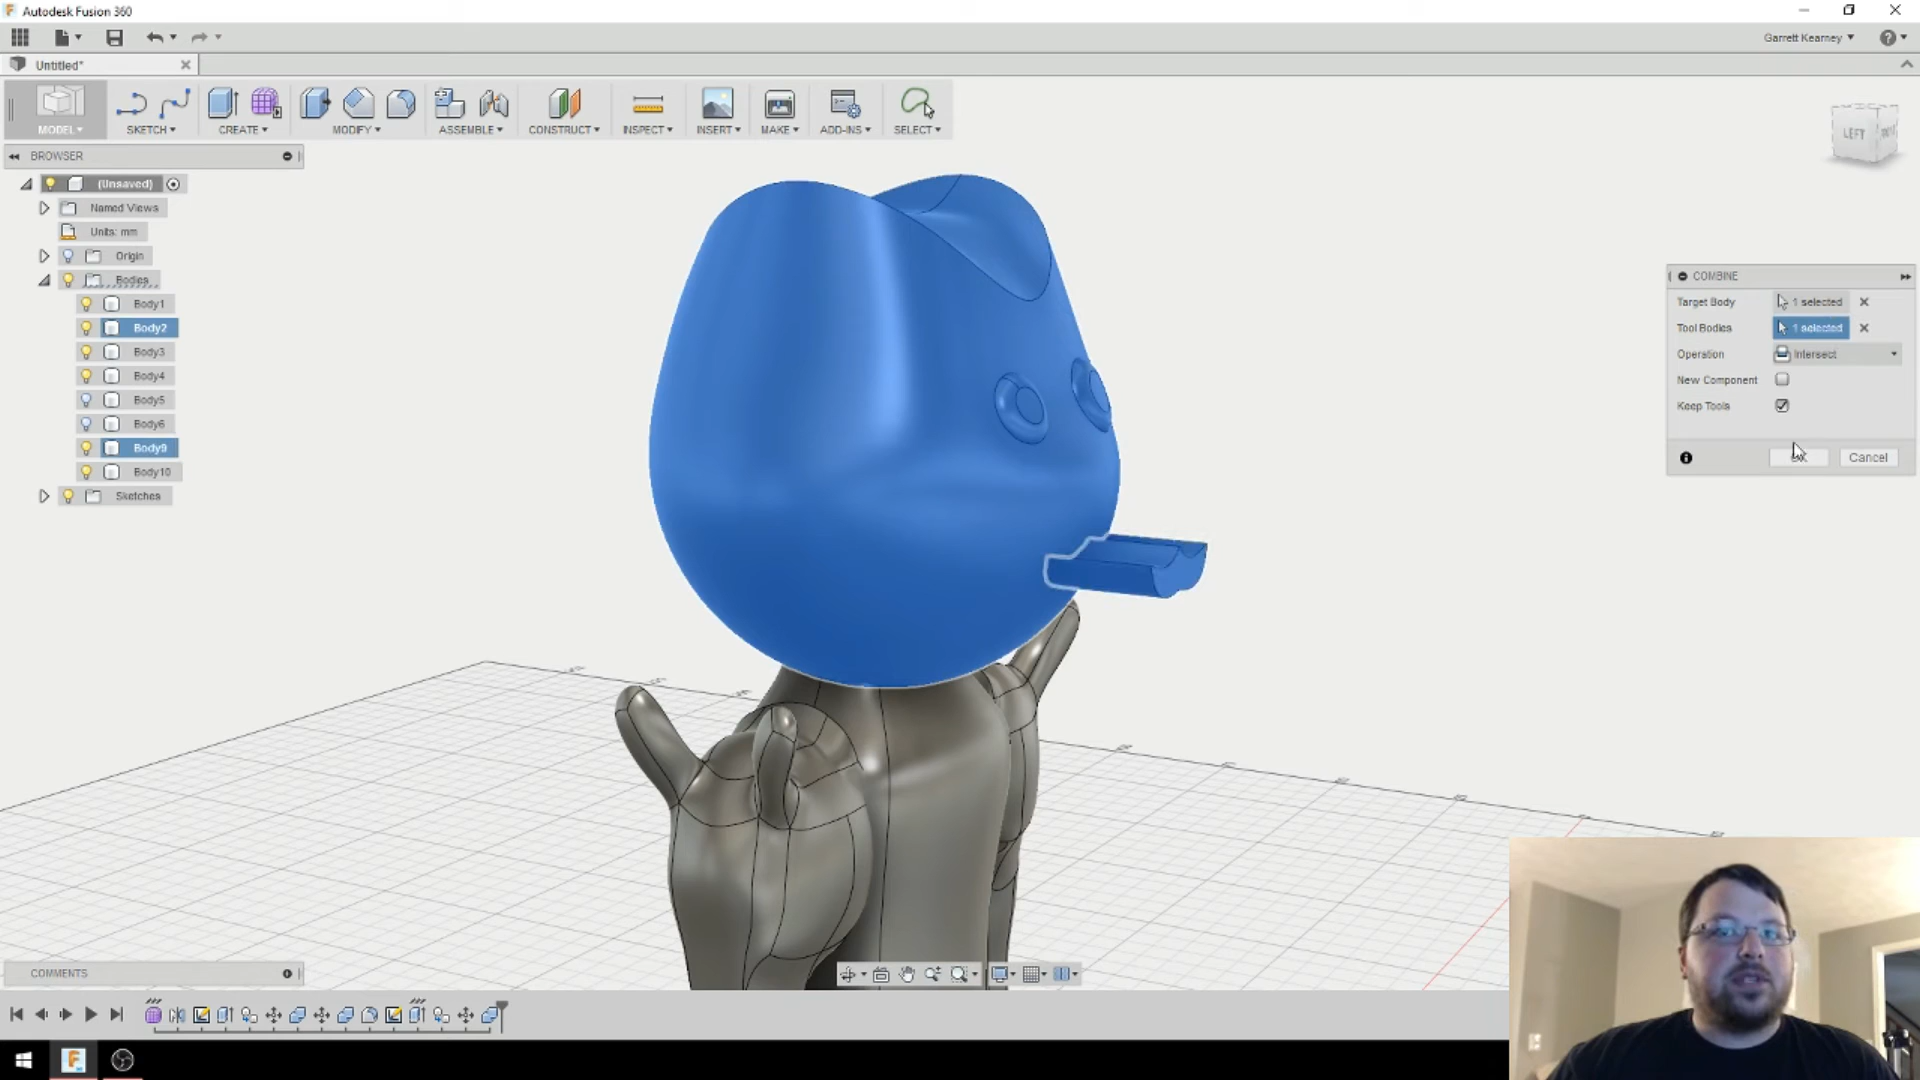 Autodesk Fusion 360
Garrett Kearney
Untitled*
MODEL
SKETCH
CREATE
MODIFY
ASSEMBLE
CONSTRUCT
INSPECT
INSERT
MAKE
ADD-INS
SELECT
LEFT
BROWSER
(Unsaved)
Named Views
Units: mm
Origin
Bodies
Body1
Body2
Body3
Body4
Body5
Body6
Body9
Body10
Sketches
COMBINE
Target Body 1 selected
Tool Bodies 1 selected
Operation Intersect
New Component
Keep Tools
Cancel
COMMENTS